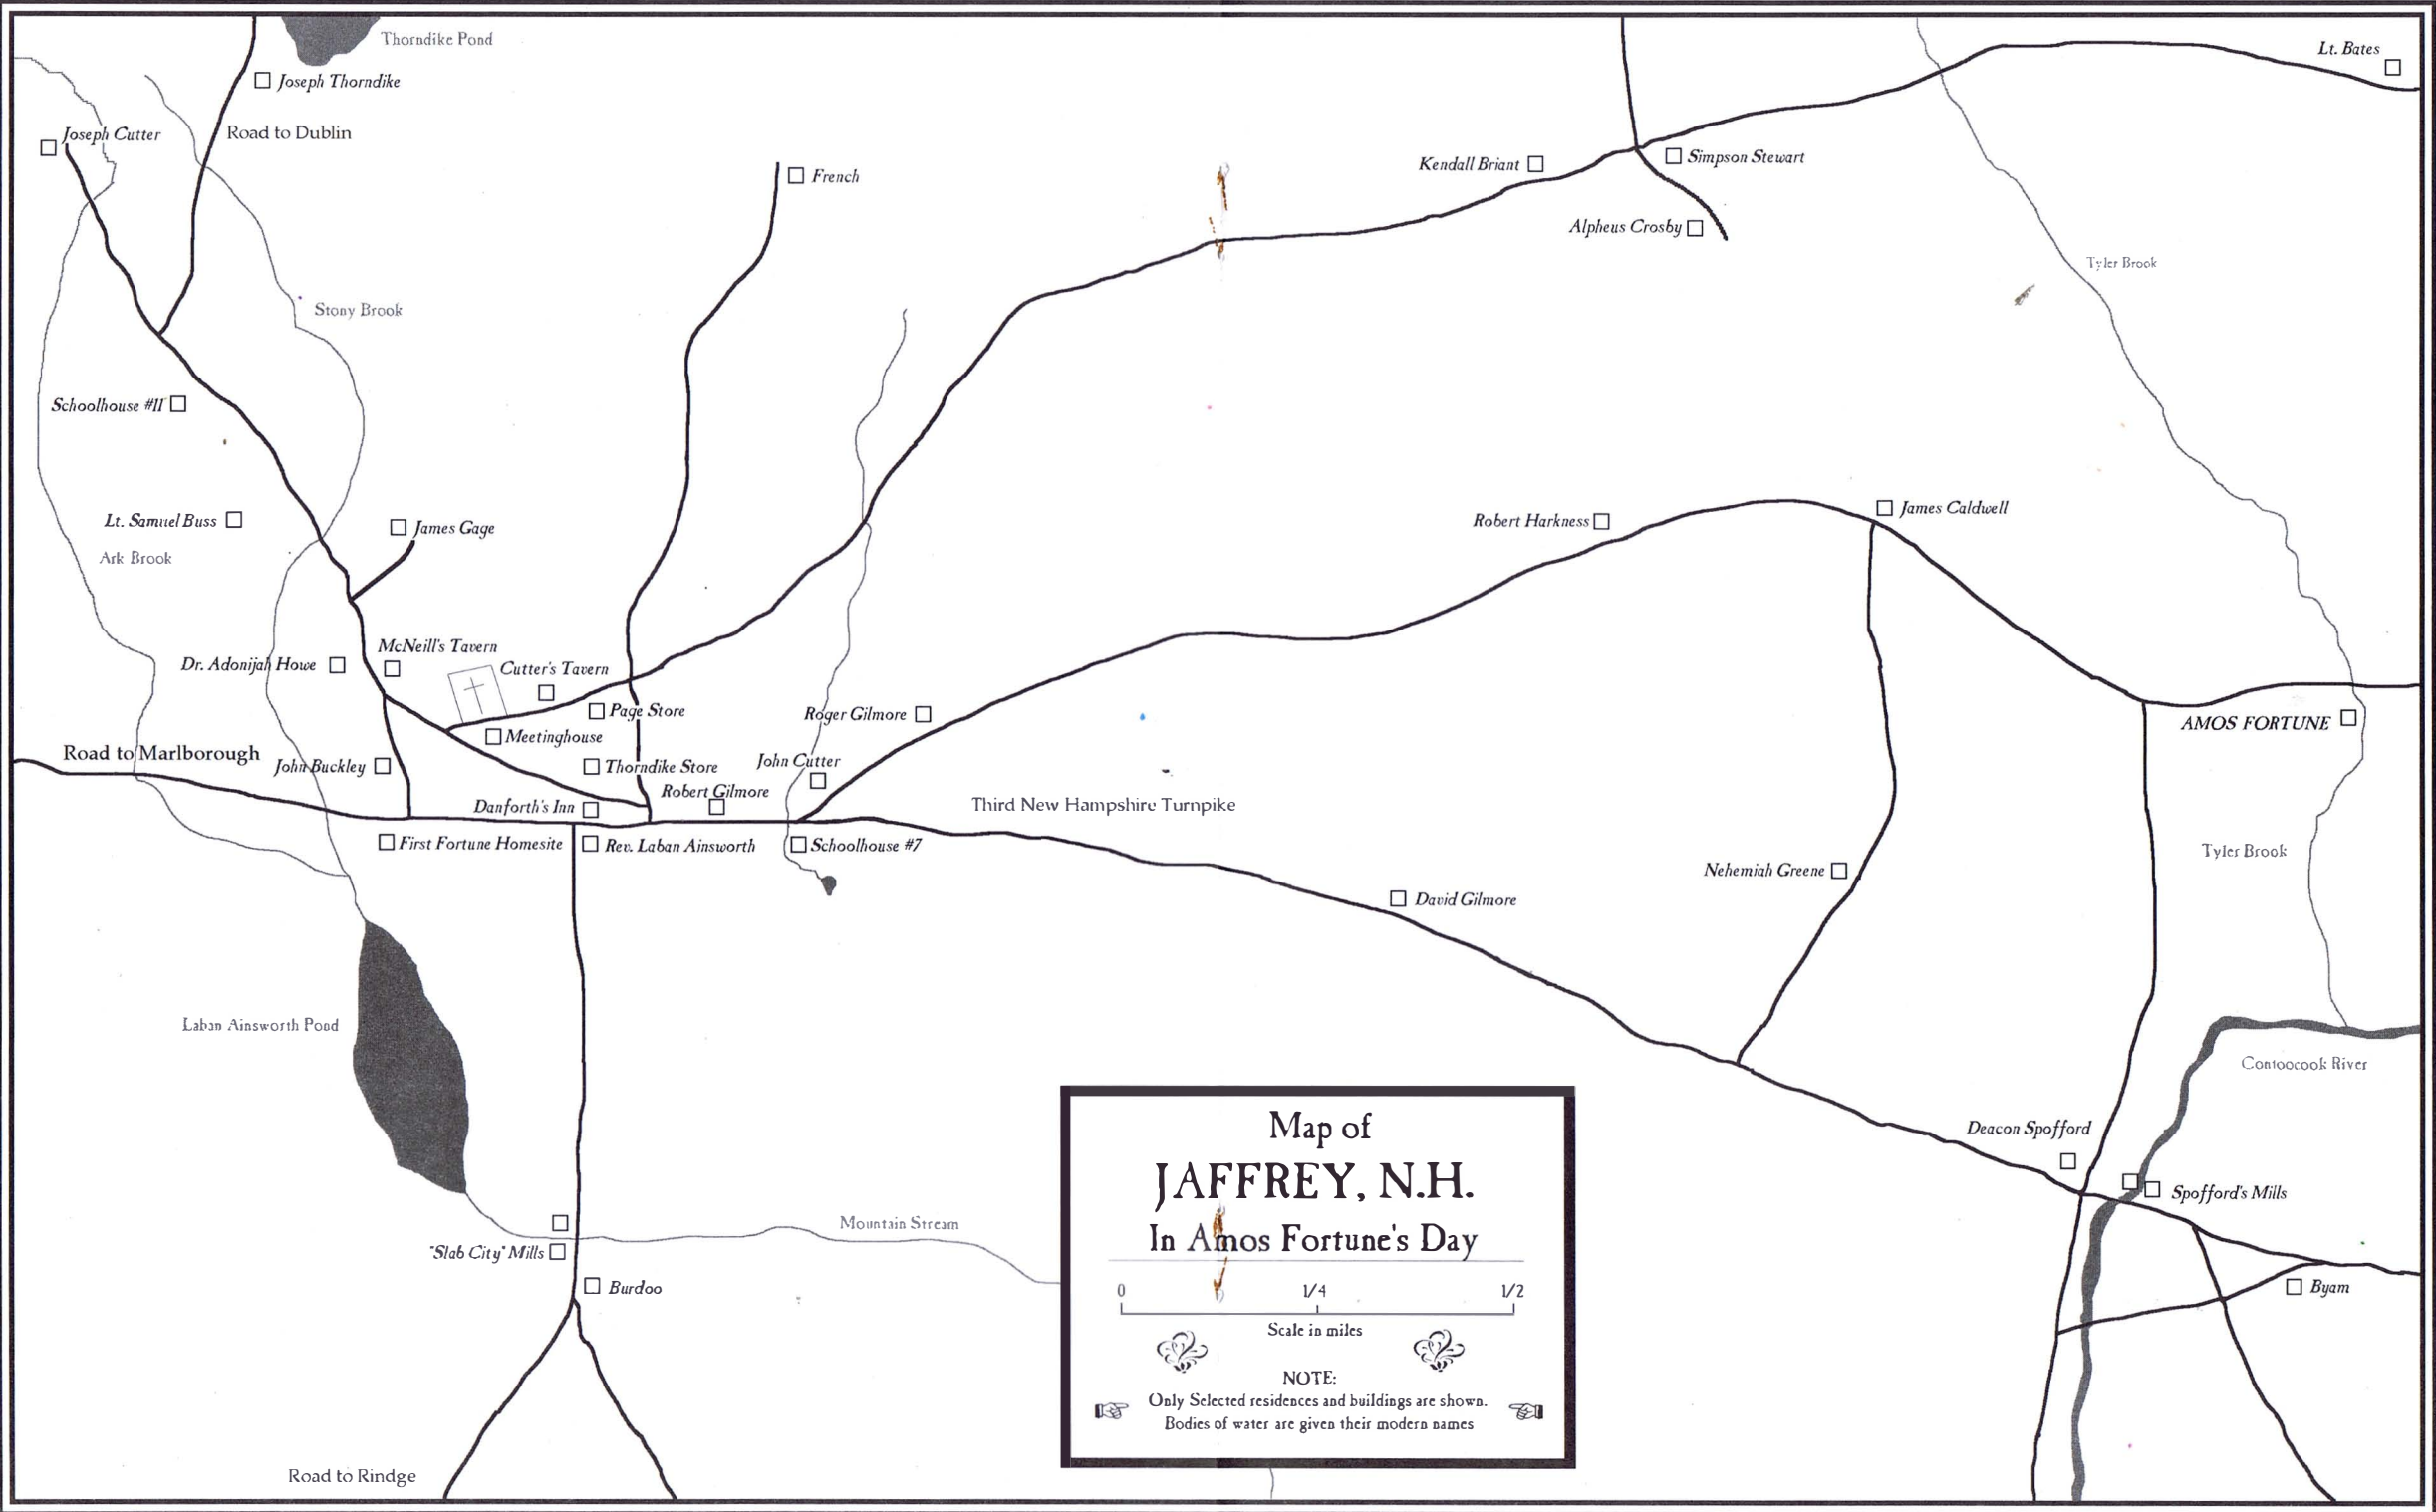 Thorndike Pond
Lt. Bates
Joseph Thorndike
Joseph Cutter
Road to Dublin
French
Kendall Briant
Simpson Stewart
Alpheus Crosby
Tyler Brook
Stony Brook
Schoolhouse #11
Lt. Samuel Buss
James Gage
Ark Brook
Robert Harkness
James Caldwell
McNeill's Tavern
Dr. Adonijah Howe
Cutter's Tavern
Page Store
Roger Gilmore
AMOS FORTUNE
Meetinghouse
Road to Marlborough
John Buckley
Thorndike Store
John Cutter
Robert Gilmore
Danforth's Inn
Third New Hampshire Turnpike
First Fortune Homesite
Rev. Laban Ainsworth
Schoolhouse #7
Tyler Brook
Nehemiah Greene
David Gilmore
Laban Ainsworth Pond
Contoocook River
Deacon Spofford
Spofford's Mills
Mountain Stream
"Slab City" Mills
Burdoo
Byam
Road to Rindge
Map of
JAFFREY, N.H.
In Amos Fortune's Day
0 1/4 1/2
Scale in miles
NOTE:
Only Selected residences and buildings are shown.
Bodies of water are given their modern names